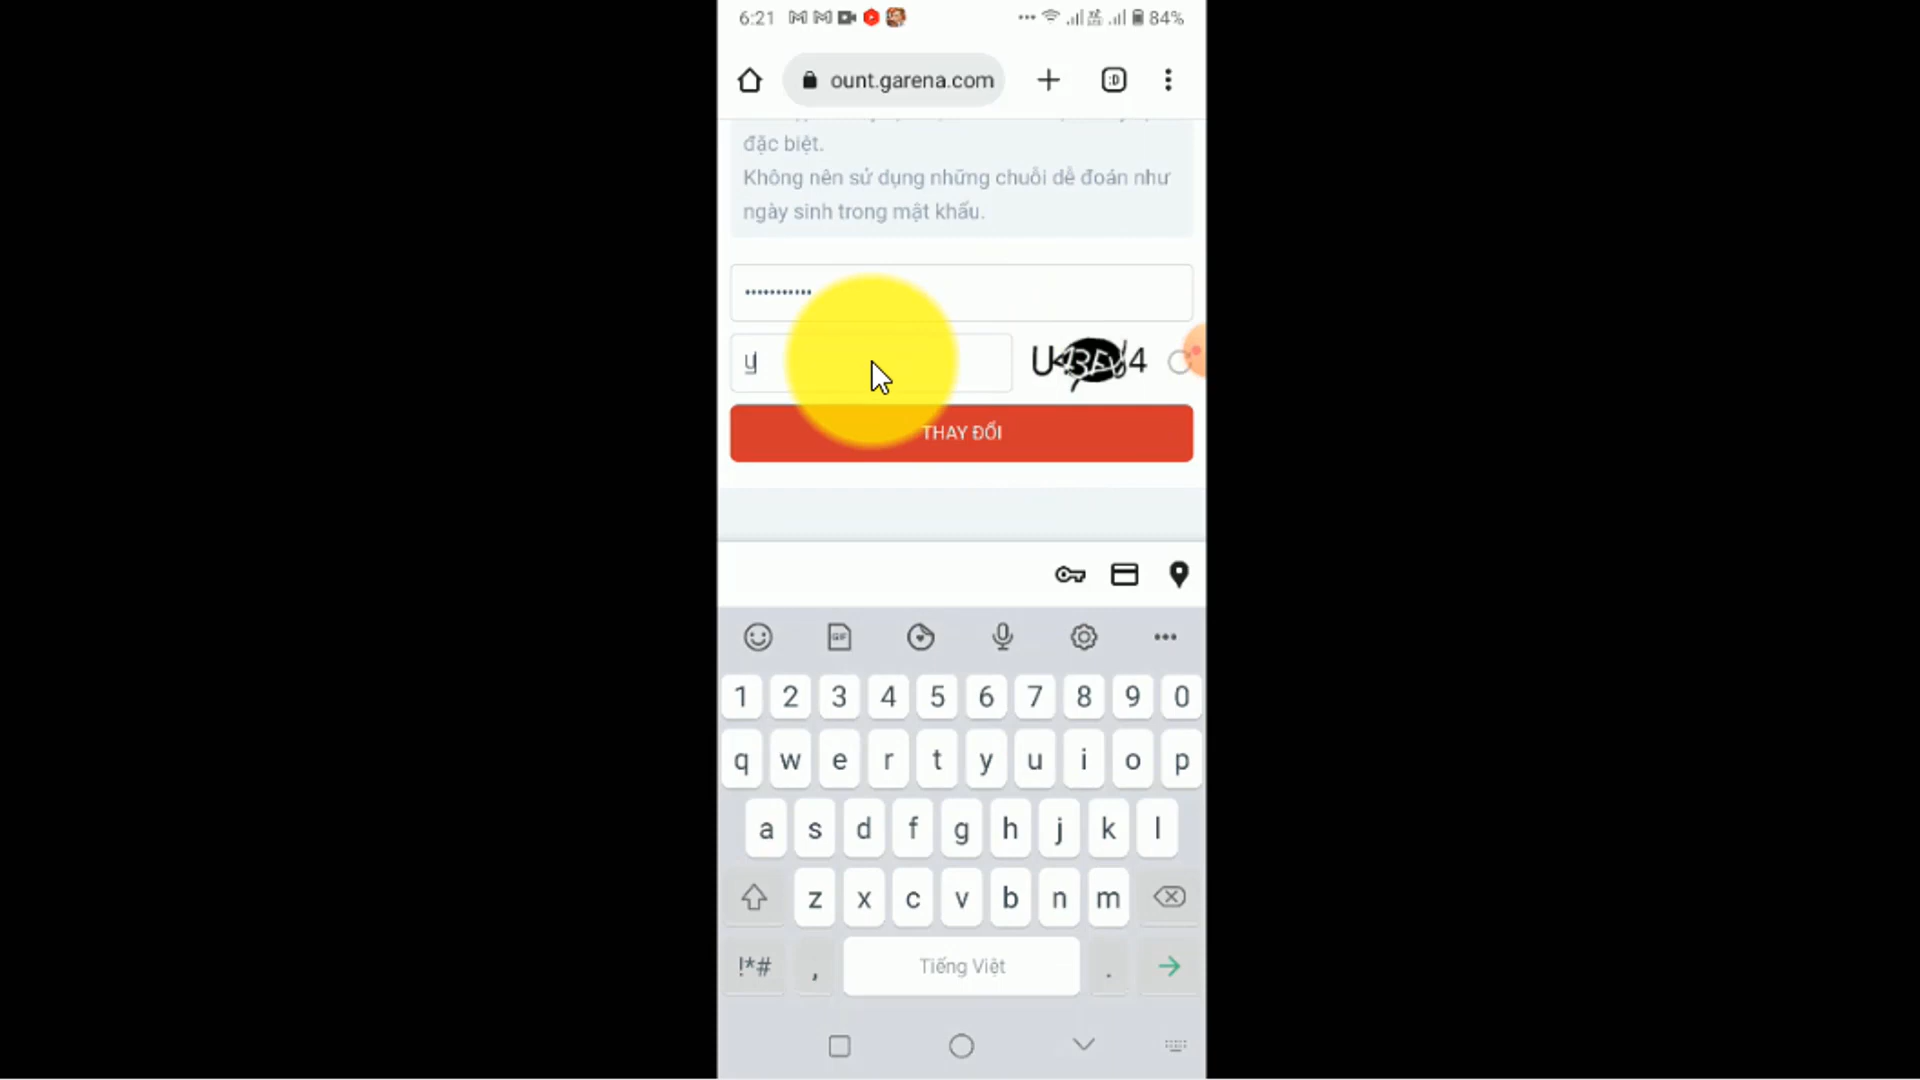 6:21 84%
ount.garena.com
đặc biệt.
Không nên sử dụng những chuỗi dễ đoán như
ngày sinh trong mật khẩu.
•••••••••••
y
THAY ĐỔI
GIF
1 2 3 4 5 6 7 8 9 0
q w e r t y u i o p
a s d f g h j k l
z x c v b n m
!*# , Tiếng Việt .